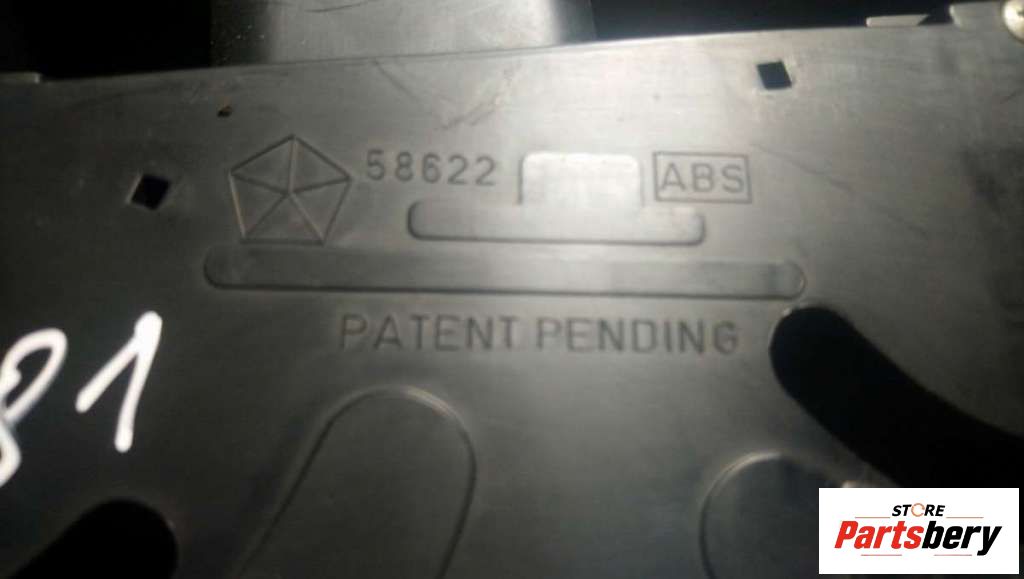 58622 ABS
PATENT PENDING
81
STORE
Partsbery